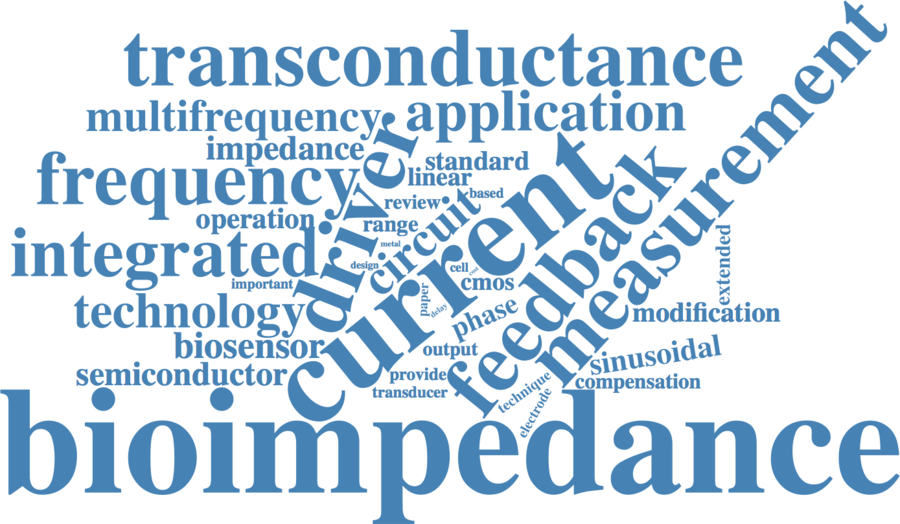 transconductance
measurement
multifrequency
application
impedance
driver
standard
frequency
linear
current
feedback
based
review
circuit
operation
range
integrated
metal
design
cell
cost
important
cmos
extended
paper
delay
technology
phase
modification
biosensor
output
sinusoidal
semiconductor
provide
technique
compensation
transducer
electrode
bioimpedance